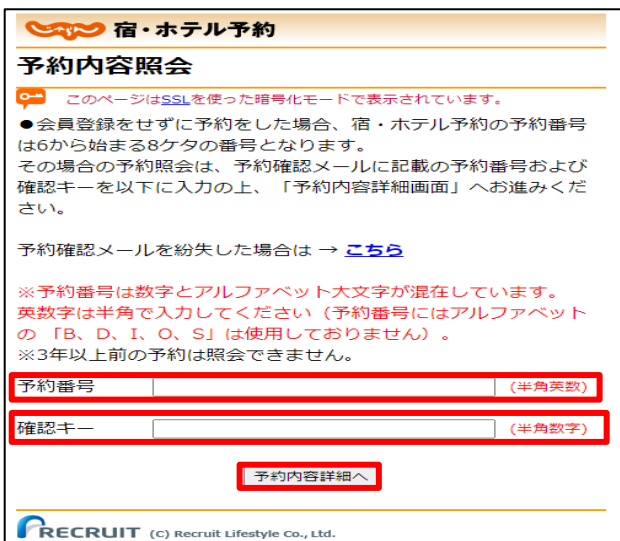 じゃらん 宿・ホテル予約
予約内容照会
このページはSSLを使った暗号化モードで表示されています。
●会員登録をせずに予約をした場合、宿・ホテル予約の予約番号
は6から始まる8ケタの番号となります。
その場合の予約照会は、予約確認メールに記載の予約番号および
確認キーを以下に入力の上、「予約内容詳細画面」へお進みくだ
さい。
予約確認メールを紛失した場合は → こちら
※予約番号は数字とアルファベット大文字が混在しています。
英数字は半角で入力してください（予約番号にはアルファベット
の 「B、D、I、O、S」は使用しておりません）。
※3年以上前の予約は照会できません。
予約番号 (半角英数)
確認キー (半角数字)
予約内容詳細へ
RECRUIT (C) Recruit Lifestyle Co., Ltd.